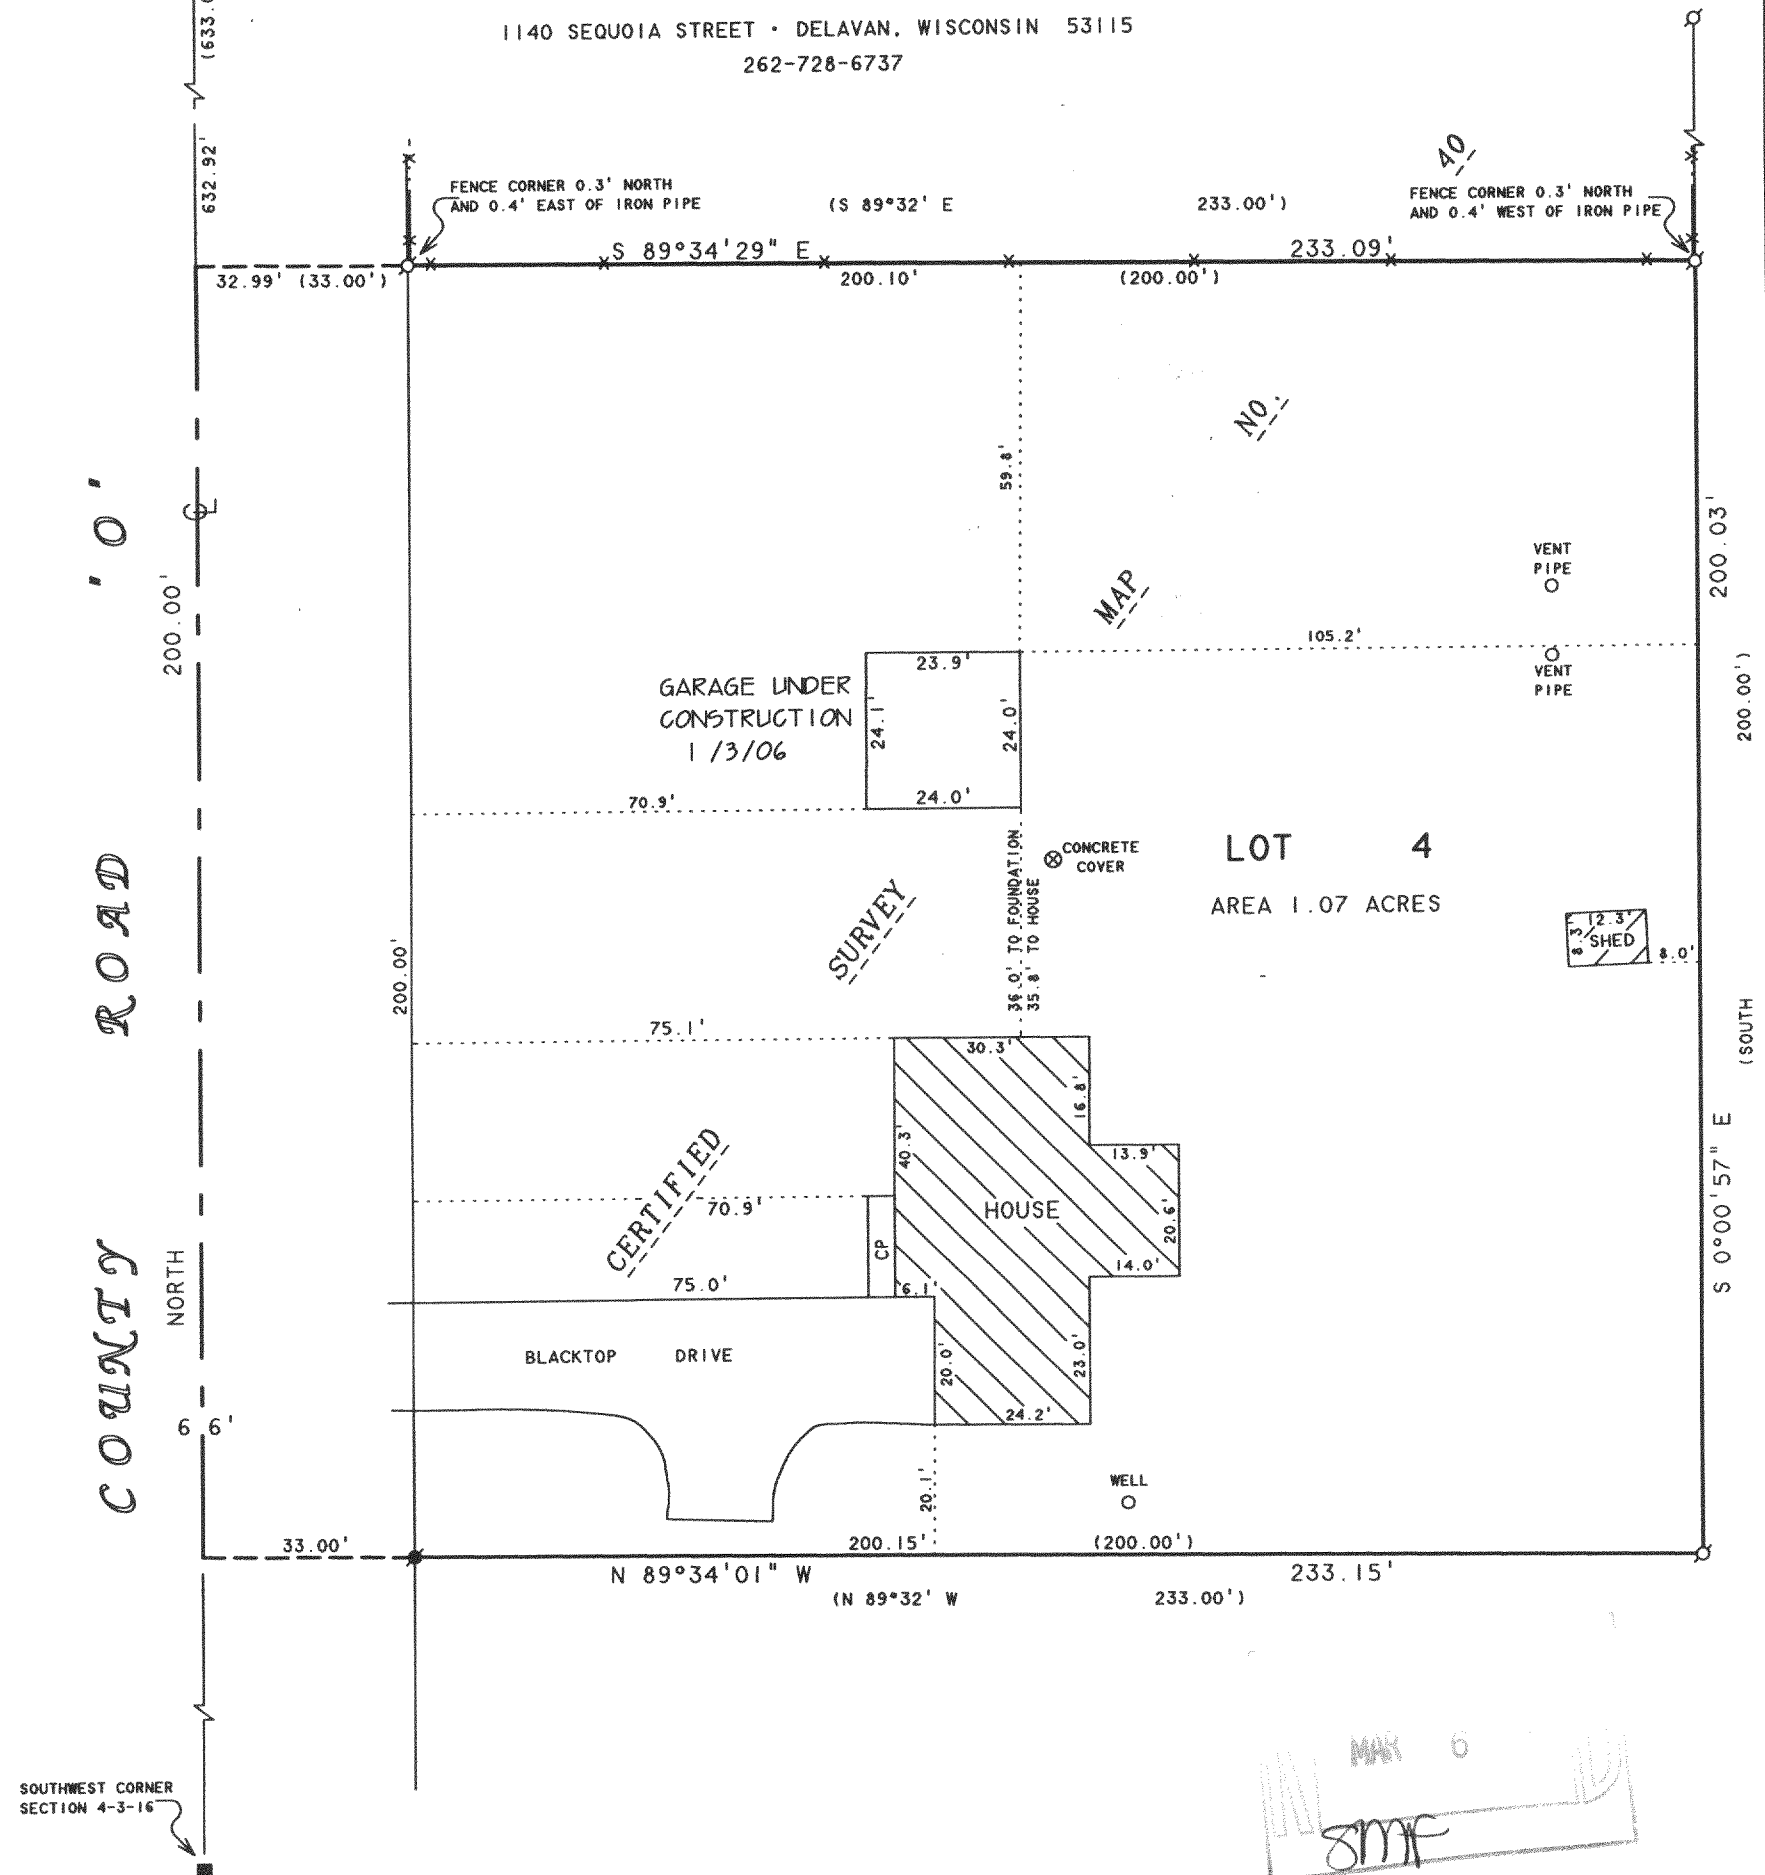 (633.
1140 SEQUOIA STREET · DELAVAN, WISCONSIN 53115
262-728-6737
632.92'
40
FENCE CORNER 0.3' NORTH
AND 0.4' EAST OF IRON PIPE
(S 89°32' E 233.00')
FENCE CORNER 0.3' NORTH
AND 0.4' WEST OF IRON PIPE
S 89°34'29" E 233.09'
32.99' (33.00') 200.10' (200.00')
NO.
59.8'
MAP
VENT
PIPE
VENT
PIPE
200.03'
S 0°00'57" E
(SOUTH 200.00')
105.2'
COUNTY ROAD 'O'
NORTH 200.00'
℄
23.9'
24.1'
24.0'
24.0'
GARAGE UNDER
CONSTRUCTION
1/3/06
70.9'
36.0' TO FOUNDATION
35.8' TO HOUSE
CONCRETE
COVER
LOT 4
AREA 1.07 ACRES
SURVEY
12.3'
8.3'
SHED
8.0'
200.00'
75.1'
30.3'
16.8'
40.3'
13.9'
CERTIFIED
70.9'
HOUSE
20.6'
CP
14.0'
75.0'
6.1'
BLACKTOP DRIVE
20.0'
23.0'
24.2'
66'
20.1'
WELL
33.00'
200.15' (200.00')
N 89°34'01" W 233.15'
(N 89°32' W 233.00')
MAR 6
SMF
SOUTHWEST CORNER
SECTION 4-3-16